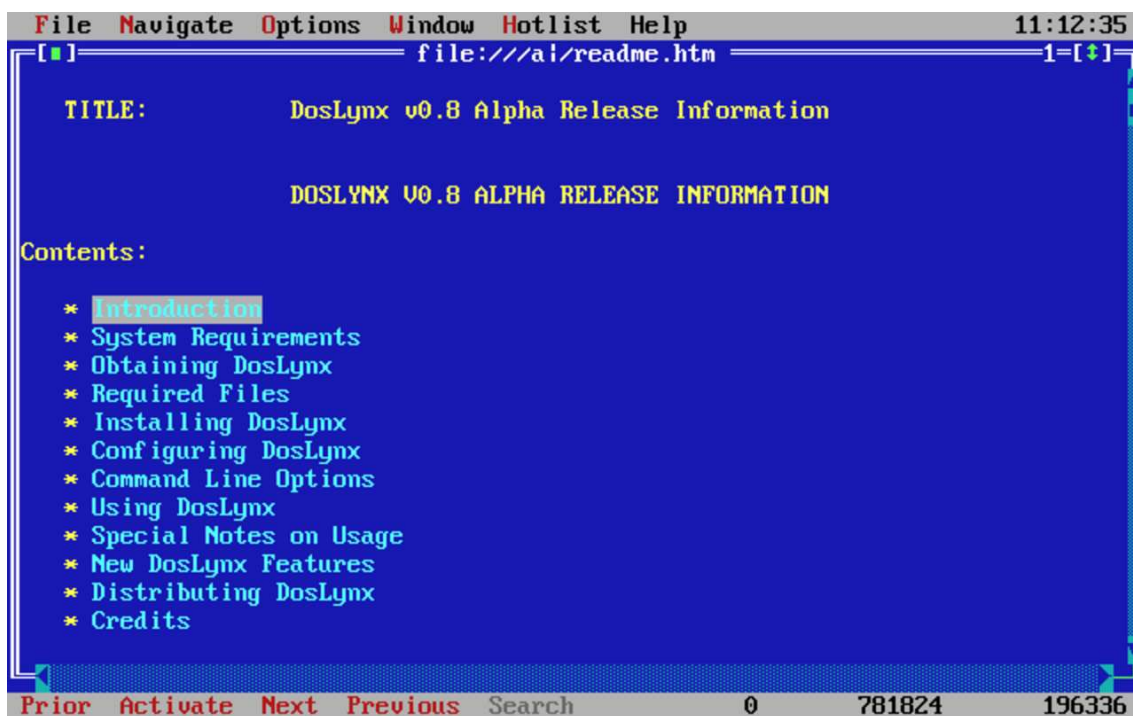 File Navigate Options Window Hotlist Help 11:12:35
[■] file:///a|/readme.htm 1=[↕]
TITLE: DosLynx v0.8 Alpha Release Information
DOSLYNX V0.8 ALPHA RELEASE INFORMATION
Contents:
* Introduction
* System Requirements
* Obtaining DosLynx
* Required Files
* Installing DosLynx
* Configuring DosLynx
* Command Line Options
* Using DosLynx
* Special Notes on Usage
* New DosLynx Features
* Distributing DosLynx
* Credits
Prior Activate Next Previous Search 0 781824 196336